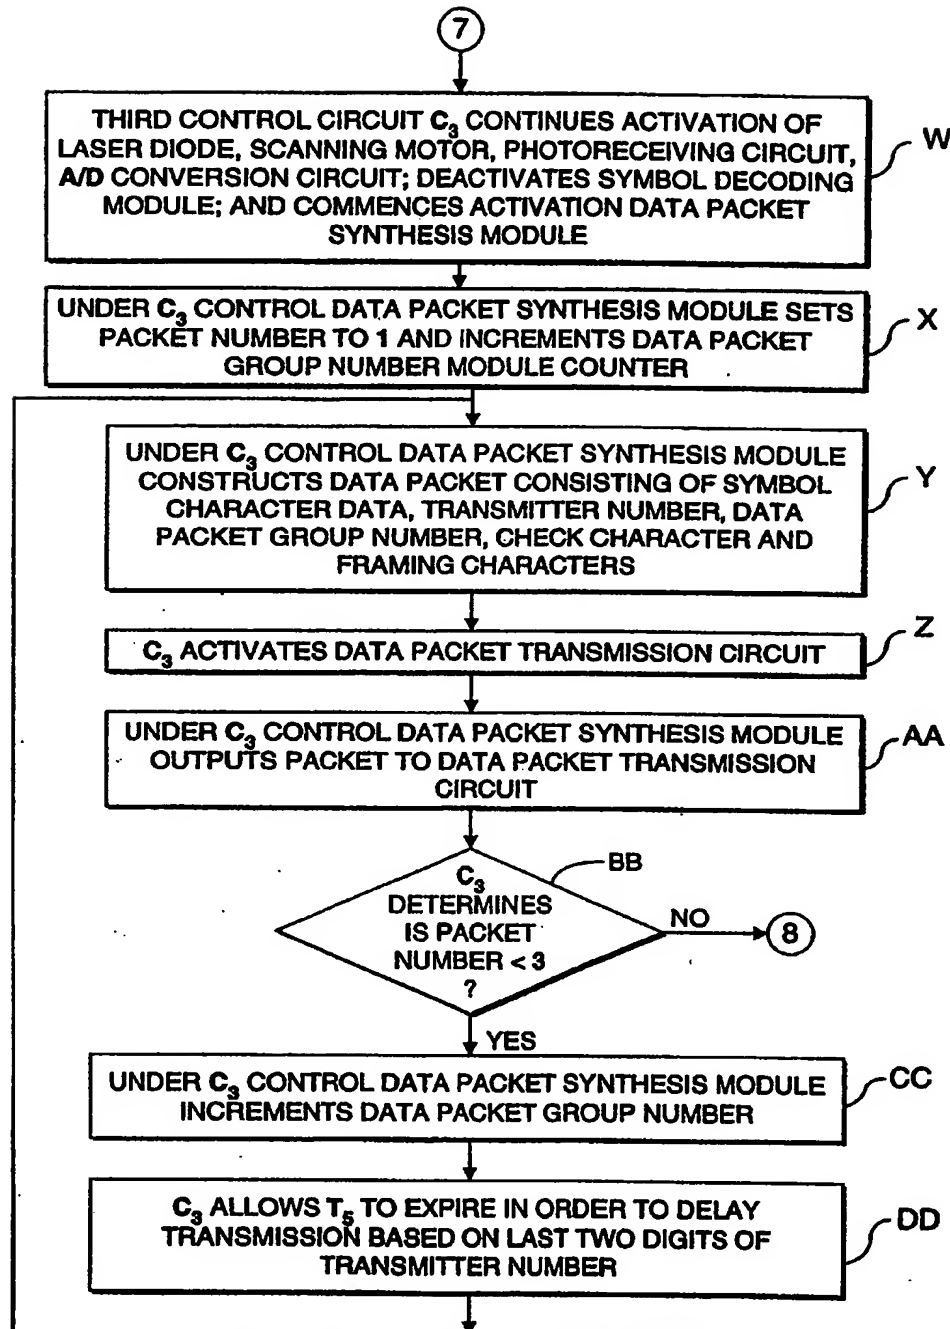 7
THIRD CONTROL CIRCUIT C₃ CONTINUES ACTIVATION OF
LASER DIODE, SCANNING MOTOR, PHOTORECEIVING CIRCUIT,
A/D CONVERSION CIRCUIT; DEACTIVATES SYMBOL DECODING
MODULE; AND COMMENCES ACTIVATION DATA PACKET
SYNTHESIS MODULE
W
UNDER C₃ CONTROL DATA PACKET SYNTHESIS MODULE SETS
PACKET NUMBER TO 1 AND INCREMENTS DATA PACKET
GROUP NUMBER MODULE COUNTER
X
UNDER C₃ CONTROL DATA PACKET SYNTHESIS MODULE
CONSTRUCTS DATA PACKET CONSISTING OF SYMBOL
CHARACTER DATA, TRANSMITTER NUMBER, DATA
PACKET GROUP NUMBER, CHECK CHARACTER AND
FRAMING CHARACTERS
Y
C₃ ACTIVATES DATA PACKET TRANSMISSION CIRCUIT
Z
UNDER C₃ CONTROL DATA PACKET SYNTHESIS MODULE
OUTPUTS PACKET TO DATA PACKET TRANSMISSION
CIRCUIT
AA
C₃
DETERMINES
IS PACKET
NUMBER < 3
?
BB
NO
8
YES
UNDER C₃ CONTROL DATA PACKET SYNTHESIS MODULE
INCREMENTS DATA PACKET GROUP NUMBER
CC
C₃ ALLOWS T₅ TO EXPIRE IN ORDER TO DELAY
TRANSMISSION BASED ON LAST TWO DIGITS OF
TRANSMITTER NUMBER
DD